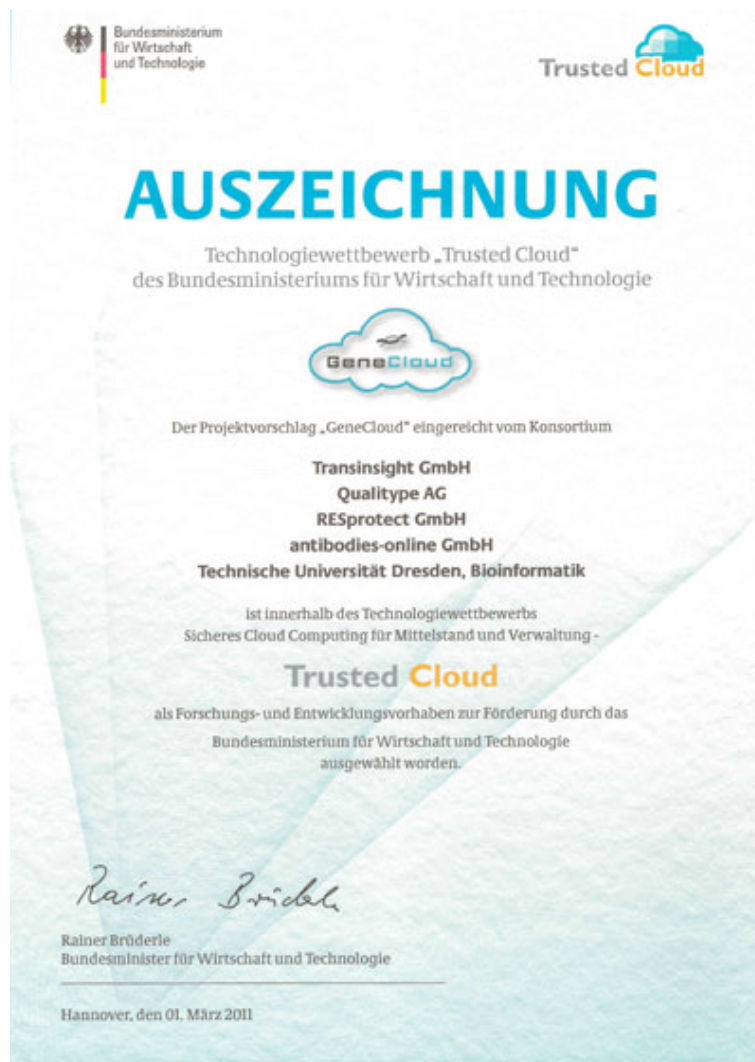 Bundesministerium
für Wirtschaft
und Technologie
Trusted Cloud
AUSZEICHNUNG
Technologiewettbewerb „Trusted Cloud“
des Bundesministeriums für Wirtschaft und Technologie
GeneCloud
Der Projektvorschlag „GeneCloud“ eingereicht vom Konsortium
Transinsight GmbH
Qualitype AG
RESprotect GmbH
antibodies-online GmbH
Technische Universität Dresden, Bioinformatik
ist innerhalb des Technologiewettbewerbs
Sicheres Cloud Computing für Mittelstand und Verwaltung -
Trusted Cloud
als Forschungs- und Entwicklungsvorhaben zur Förderung durch das
Bundesministerium für Wirtschaft und Technologie
ausgewählt worden.
Rainer Brüderle
Rainer Brüderle
Bundesminister für Wirtschaft und Technologie
Hannover, den 01. März 2011